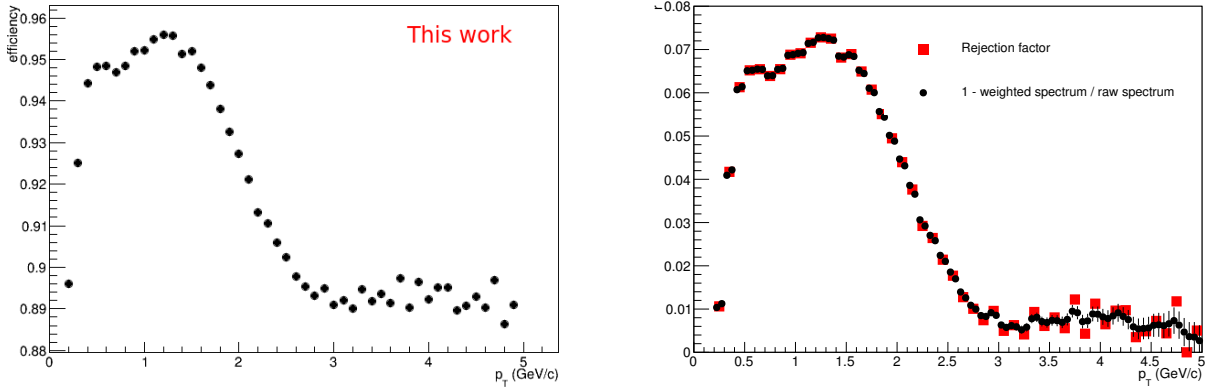 efficiency
0.96
0.95
0.94
0.93
0.92
0.91
0.9
0.89
0.88
This work
0 1 2 3 4 5
p_T (GeV/c)
r
0.08
0.07
0.06
0.05
0.04
0.03
0.02
0.01
0
Rejection factor
1 - weighted spectrum / raw spectrum
0 0.5 1 1.5 2 2.5 3 3.5 4 4.5 5
p_T (GeV/c)